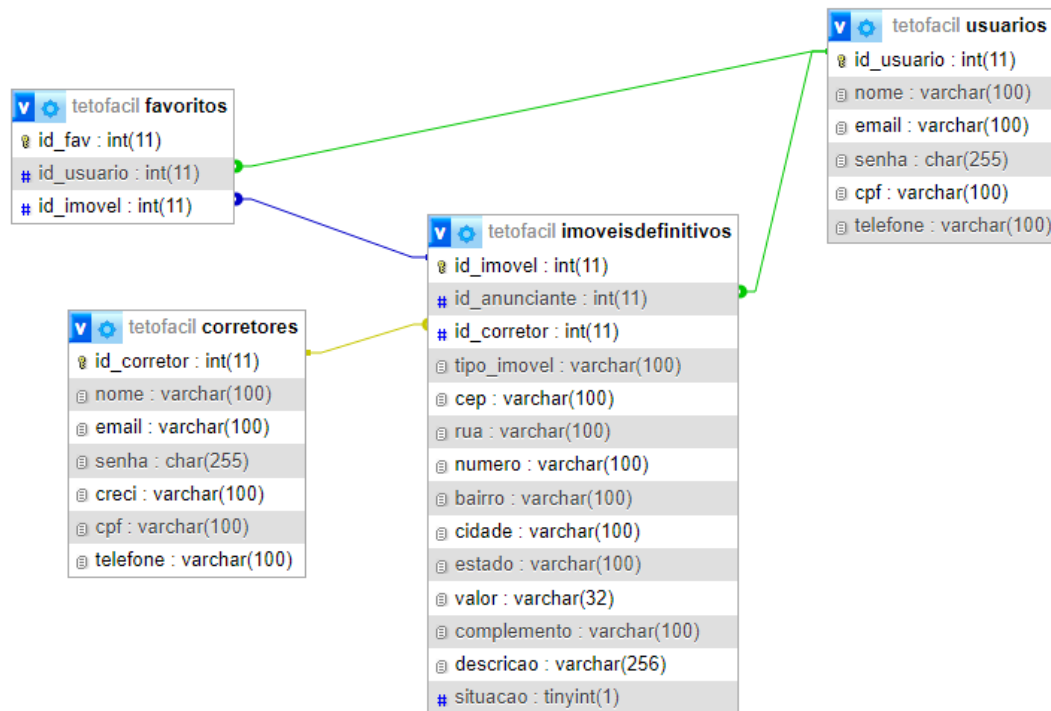 tetofacil favoritos
id_fav : int(11)
id_usuario : int(11)
id_imovel : int(11)
tetofacil usuarios
id_usuario : int(11)
nome : varchar(100)
email : varchar(100)
senha : char(255)
cpf : varchar(100)
telefone : varchar(100)
tetofacil corretores
id_corretor : int(11)
nome : varchar(100)
email : varchar(100)
senha : char(255)
creci : varchar(100)
cpf : varchar(100)
telefone : varchar(100)
tetofacil imoveisdefinitivos
id_imovel : int(11)
id_anunciante : int(11)
id_corretor : int(11)
tipo_imovel : varchar(100)
cep : varchar(100)
rua : varchar(100)
numero : varchar(100)
bairro : varchar(100)
cidade : varchar(100)
estado : varchar(100)
valor : varchar(32)
complemento : varchar(100)
descricao : varchar(256)
situacao : tinyint(1)